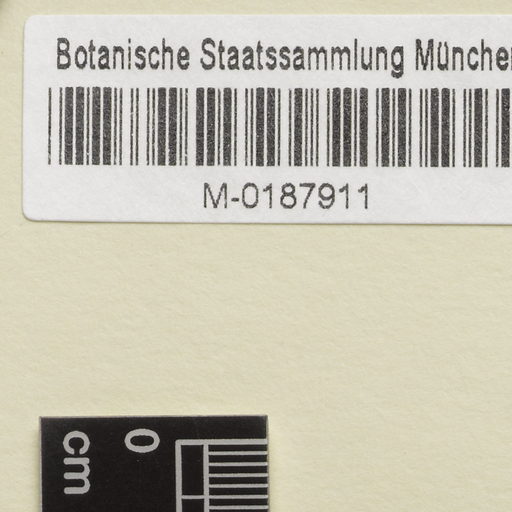 Botanische Staatssammlung München
M-0187911
0
cm